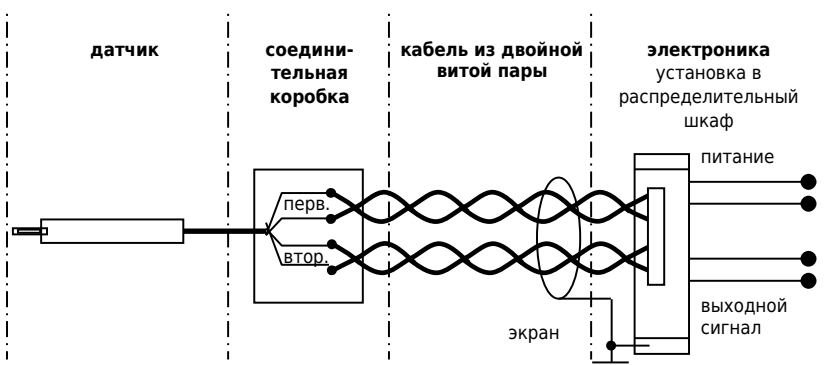 датчик
соедини-
тельная
коробка
кабель из двойной
витой пары
электроника
установка в
распределительный
шкаф
питание
перв.
втор.
выходной
сигнал
экран